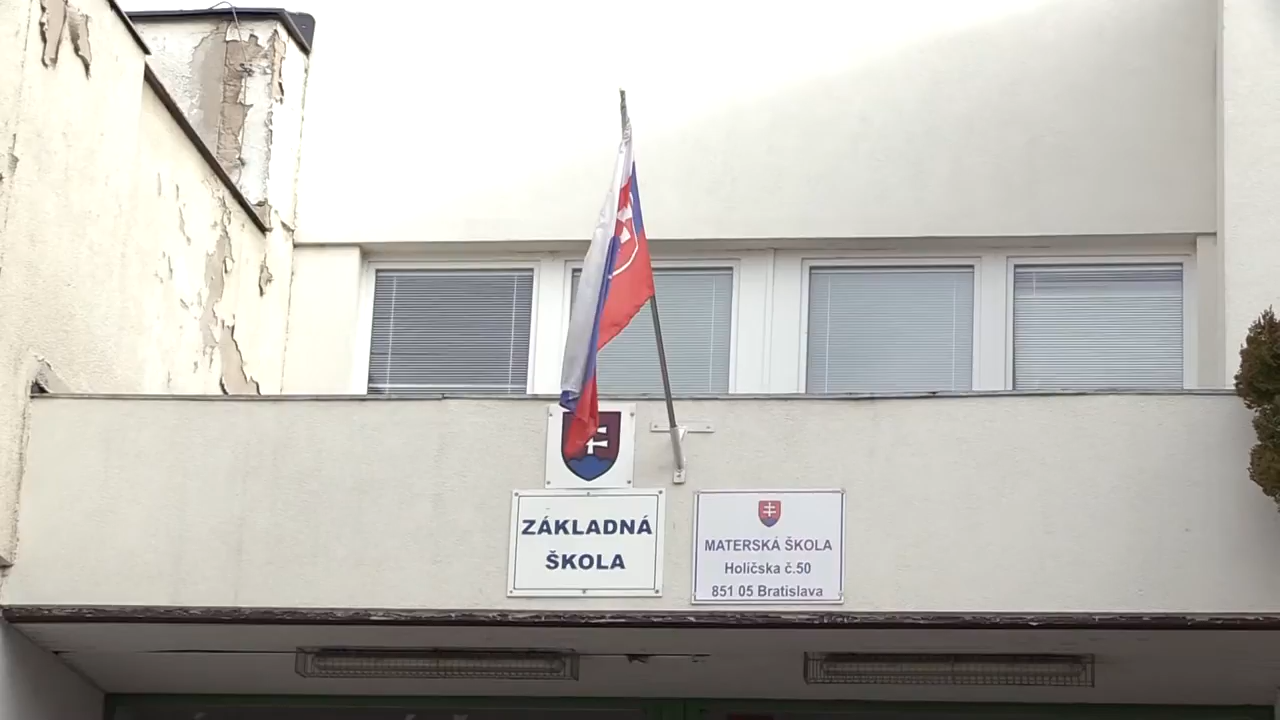 ZÁKLADNÁ
ŠKOLA
MATERSKÁ ŠKOLA
Holíčska č.50
851 05 Bratislava